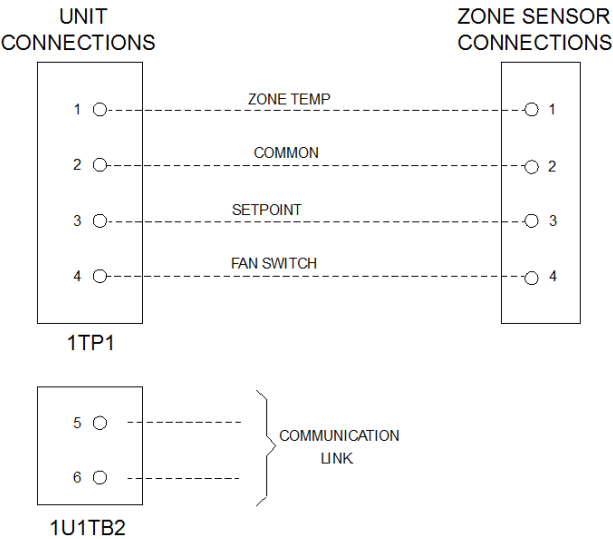 UNIT
CONNECTIONS
ZONE SENSOR
CONNECTIONS
1 ZONE TEMP 1
2 COMMON 2
3 SETPOINT 3
4 FAN SWITCH 4
1TP1
5
6
COMMUNICATION
LINK
1U1TB2